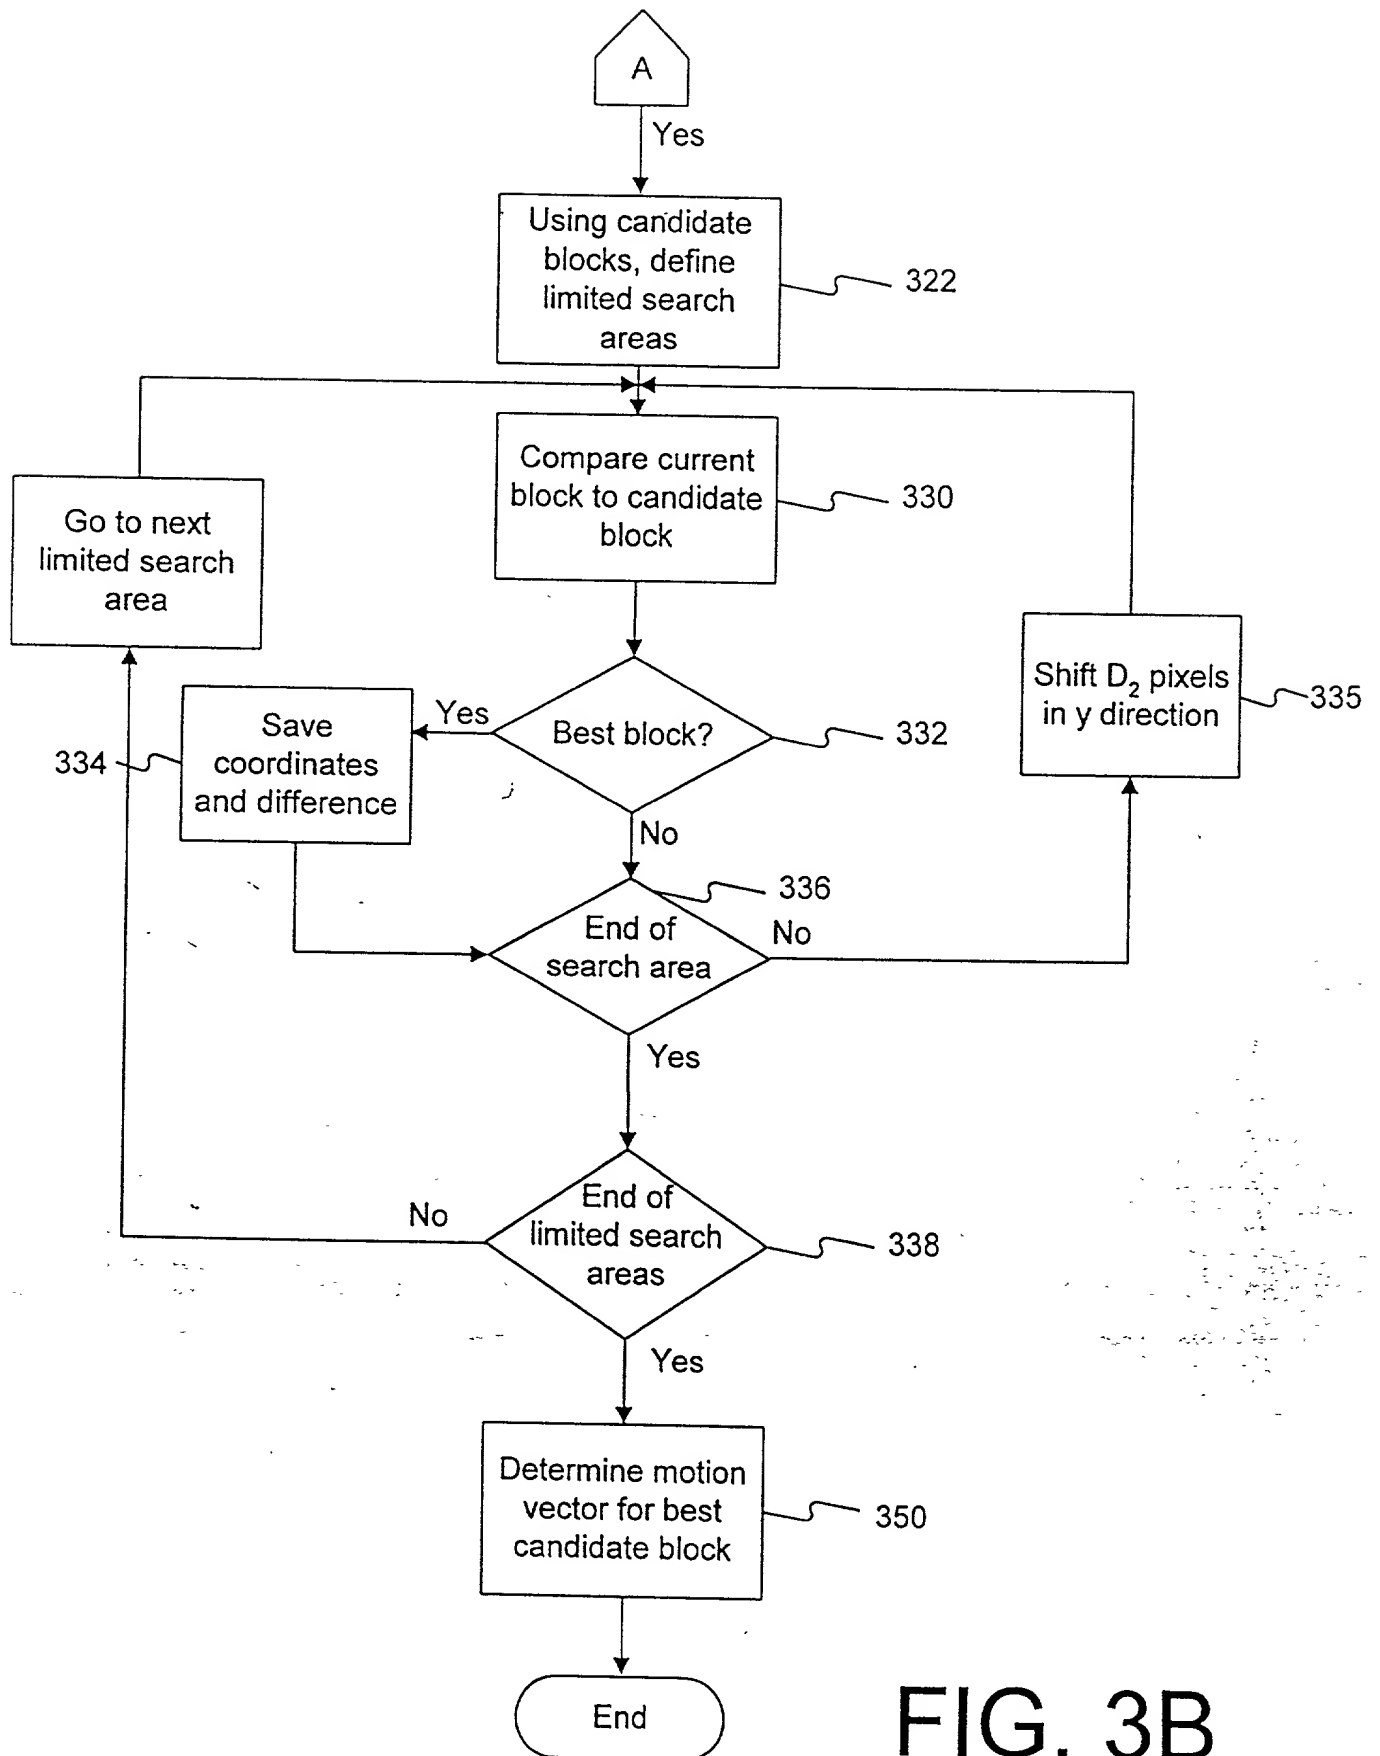 A
Yes
Using candidate
blocks, define
limited search
areas
322
Compare current
block to candidate
block
330
Go to next
limited search
area
Shift D₂ pixels
in y direction
335
Best block?
332
Yes
Save
coordinates
and difference
334
No
336
End of
search area
No
Yes
End of
limited search
areas
338
No
Yes
Determine motion
vector for best
candidate block
350
End
FIG. 3B